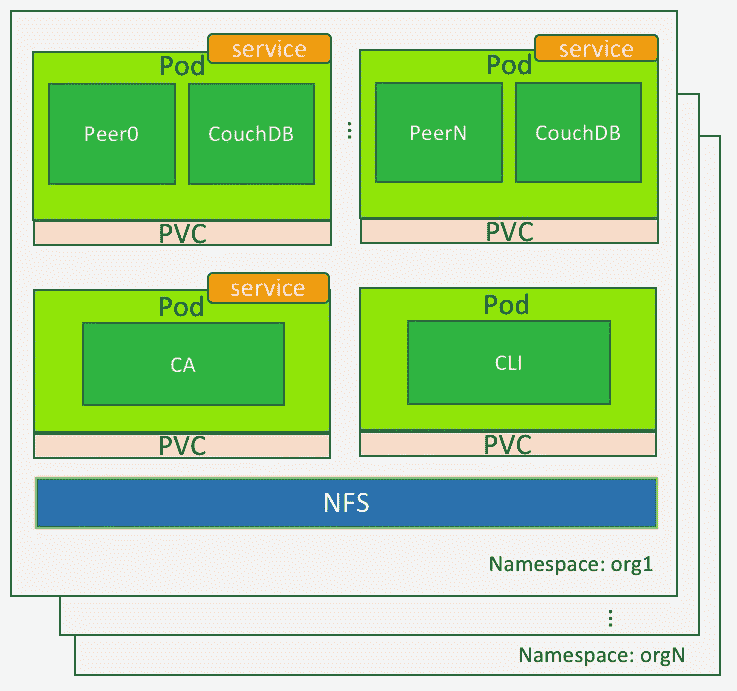 service
service
Pod
Pod
Peer0
CouchDB
⋮
PeerN
CouchDB
PVC
PVC
service
Pod
Pod
CA
CLI
PVC
PVC
NFS
Namespace: org1
⋮
Namespace: orgN